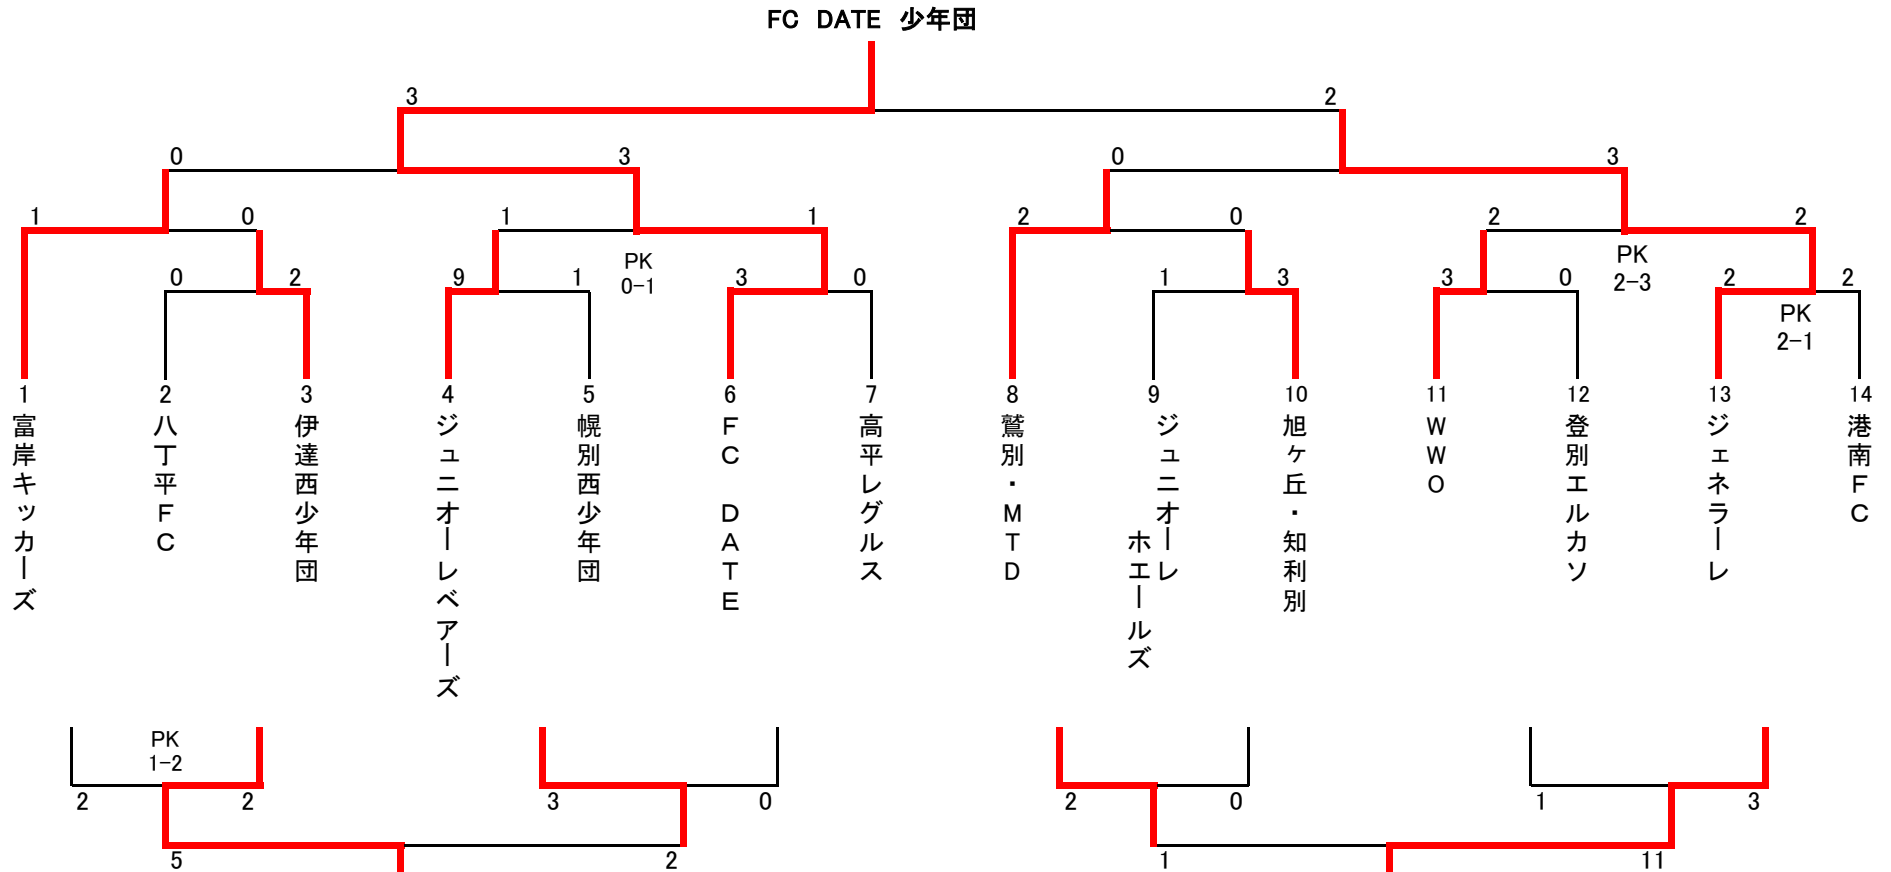 FC DATE 少年団
3 2
0 3 0 3
1 0 1 1 2 0 2 2
PK
0-1
PK
2-3
0 2 9 1 3 0 1 3 3 0 2 2
PK
2-1
1 2 3 4 5 6 7 8 9 10 11 12 13 14
富岸キッカーズ
八丁平FC
伊達西少年団
ジュニオーレベアーズ
幌別西少年団
FC DATE
高平レグルス
鷲別・MTD
ジュニオーレ
ホエールズ
旭ヶ丘・知利別
WWO
登別エルカソ
ジェネラーレ
港南FC
PK
1-2
2 2 3 0 2 0 1 3
5 2 1 11